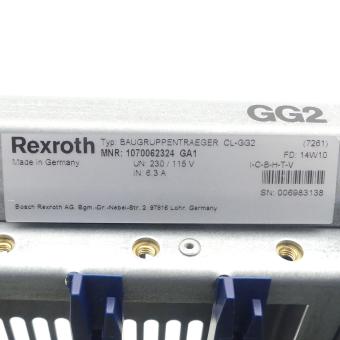 GG2
Rexroth
Made in Germany
Typ: BAUGRUPPENTRAEGER CL-GG2 (7261)
MNR: 1070062324 GA1 FD: 14W10
UN: 230 / 115 V I-C-B-H-T-V
IN: 6.3 A
SN: 006983138
Bosch Rexroth AG. Bgm.-Dr.-Nebel-Str. 2. 97816 Lohr. Germany